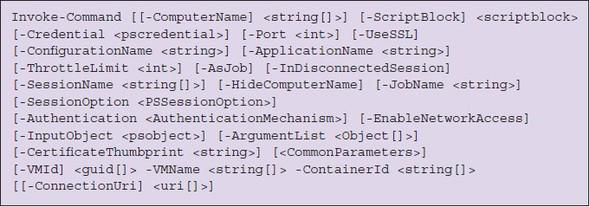 Invoke-Command [[-ComputerName] <string[]>] [-ScriptBlock] <scriptblock>
[-Credential <pscredential>] [-Port <int>] [-UseSSL]
[-ConfigurationName <string>] [-ApplicationName <string>]
[-ThrottleLimit <int>] [-AsJob] [-InDisconnectedSession]
[-SessionName <string[]>] [-HideComputerName] [-JobName <string>]
[-SessionOption <PSSessionOption>]
[-Authentication <AuthenticationMechanism>] [-EnableNetworkAccess]
[-InputObject <psobject>] [-ArgumentList <Object[]>]
[-CertificateThumbprint <string>] [<CommonParameters>]
[-VMId] <guid[]> -VMName <string[]> -ContainerId <string[]>
[[-ConnectionUri] <uri[]>]